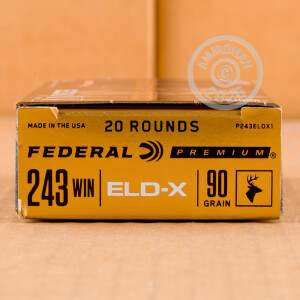 MADE IN THE USA
20 ROUNDS
P243ELDX1
FEDERAL PREMIUM®
243 WIN
ELD-X
90
GRAIN